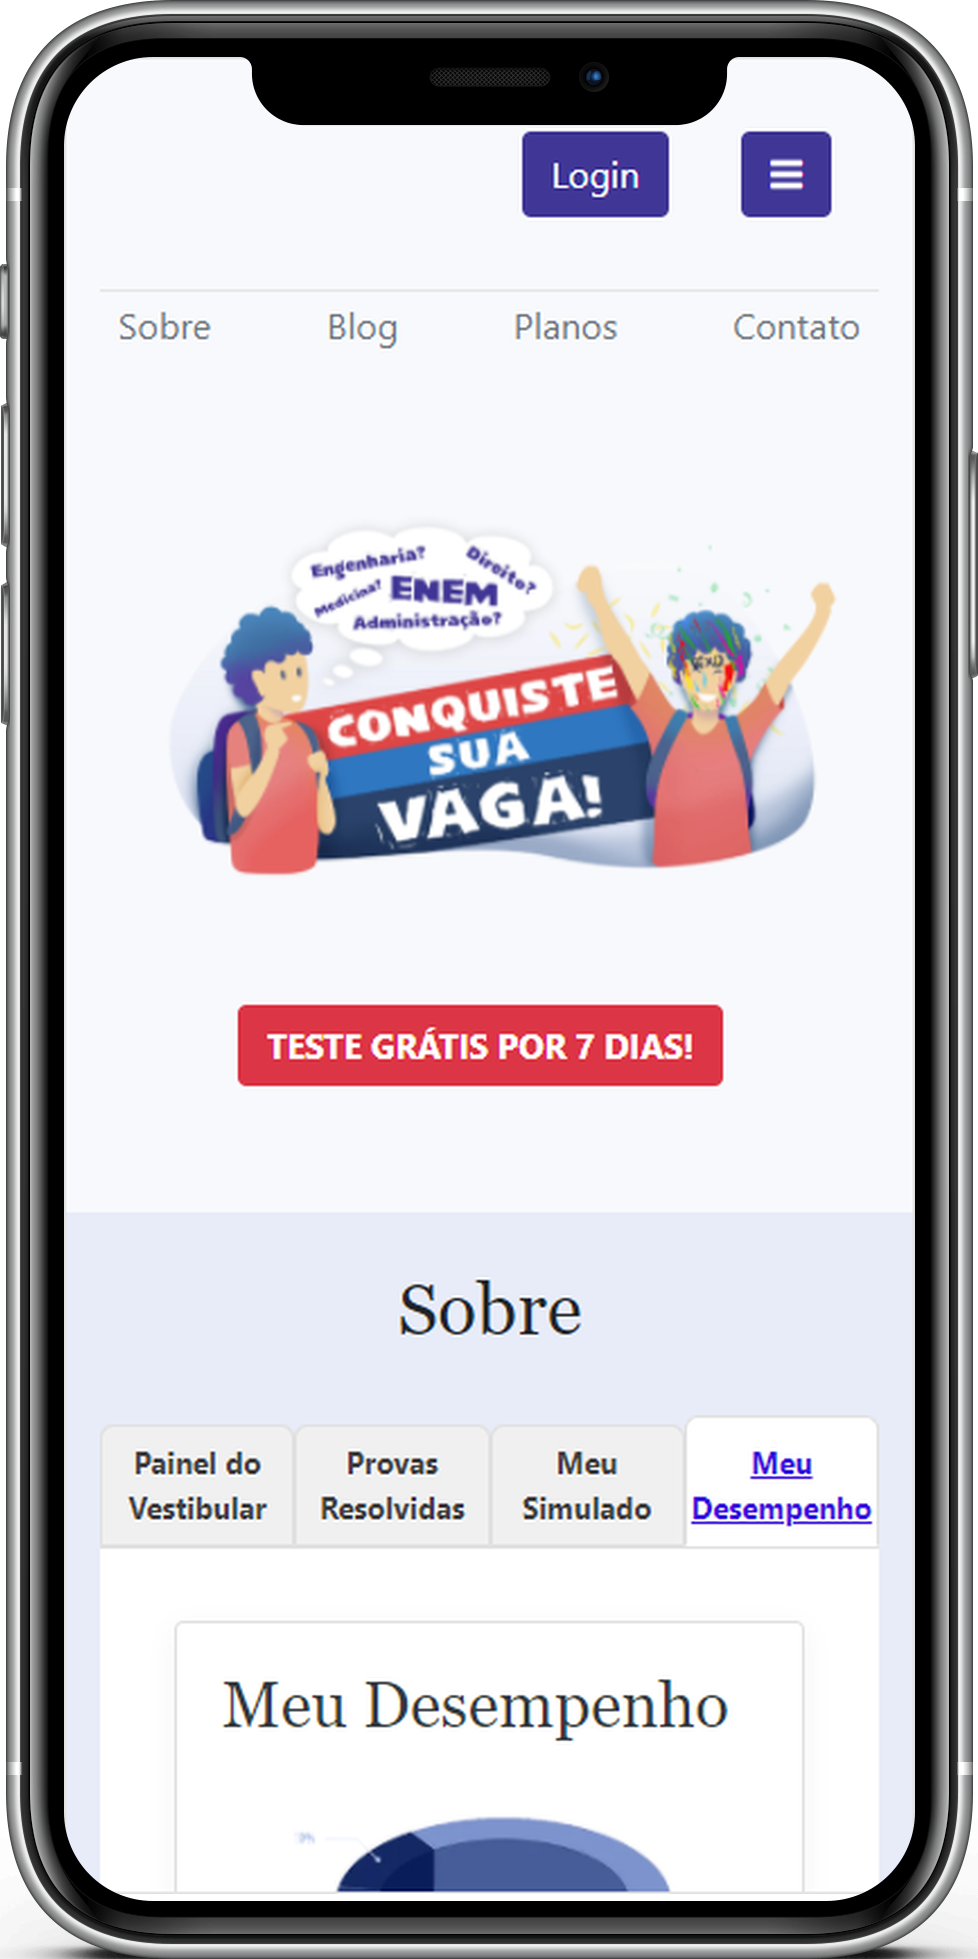 Login
Sobre Blog Planos Contato
Engenharia?
Direito?
Medicina?
ENEM
Administração?
CONQUISTE
SUA
VAGA!
TESTE GRÁTIS POR 7 DIAS!
Sobre
Painel do Vestibular
Provas Resolvidas
Meu Simulado
Meu Desempenho
Meu Desempenho